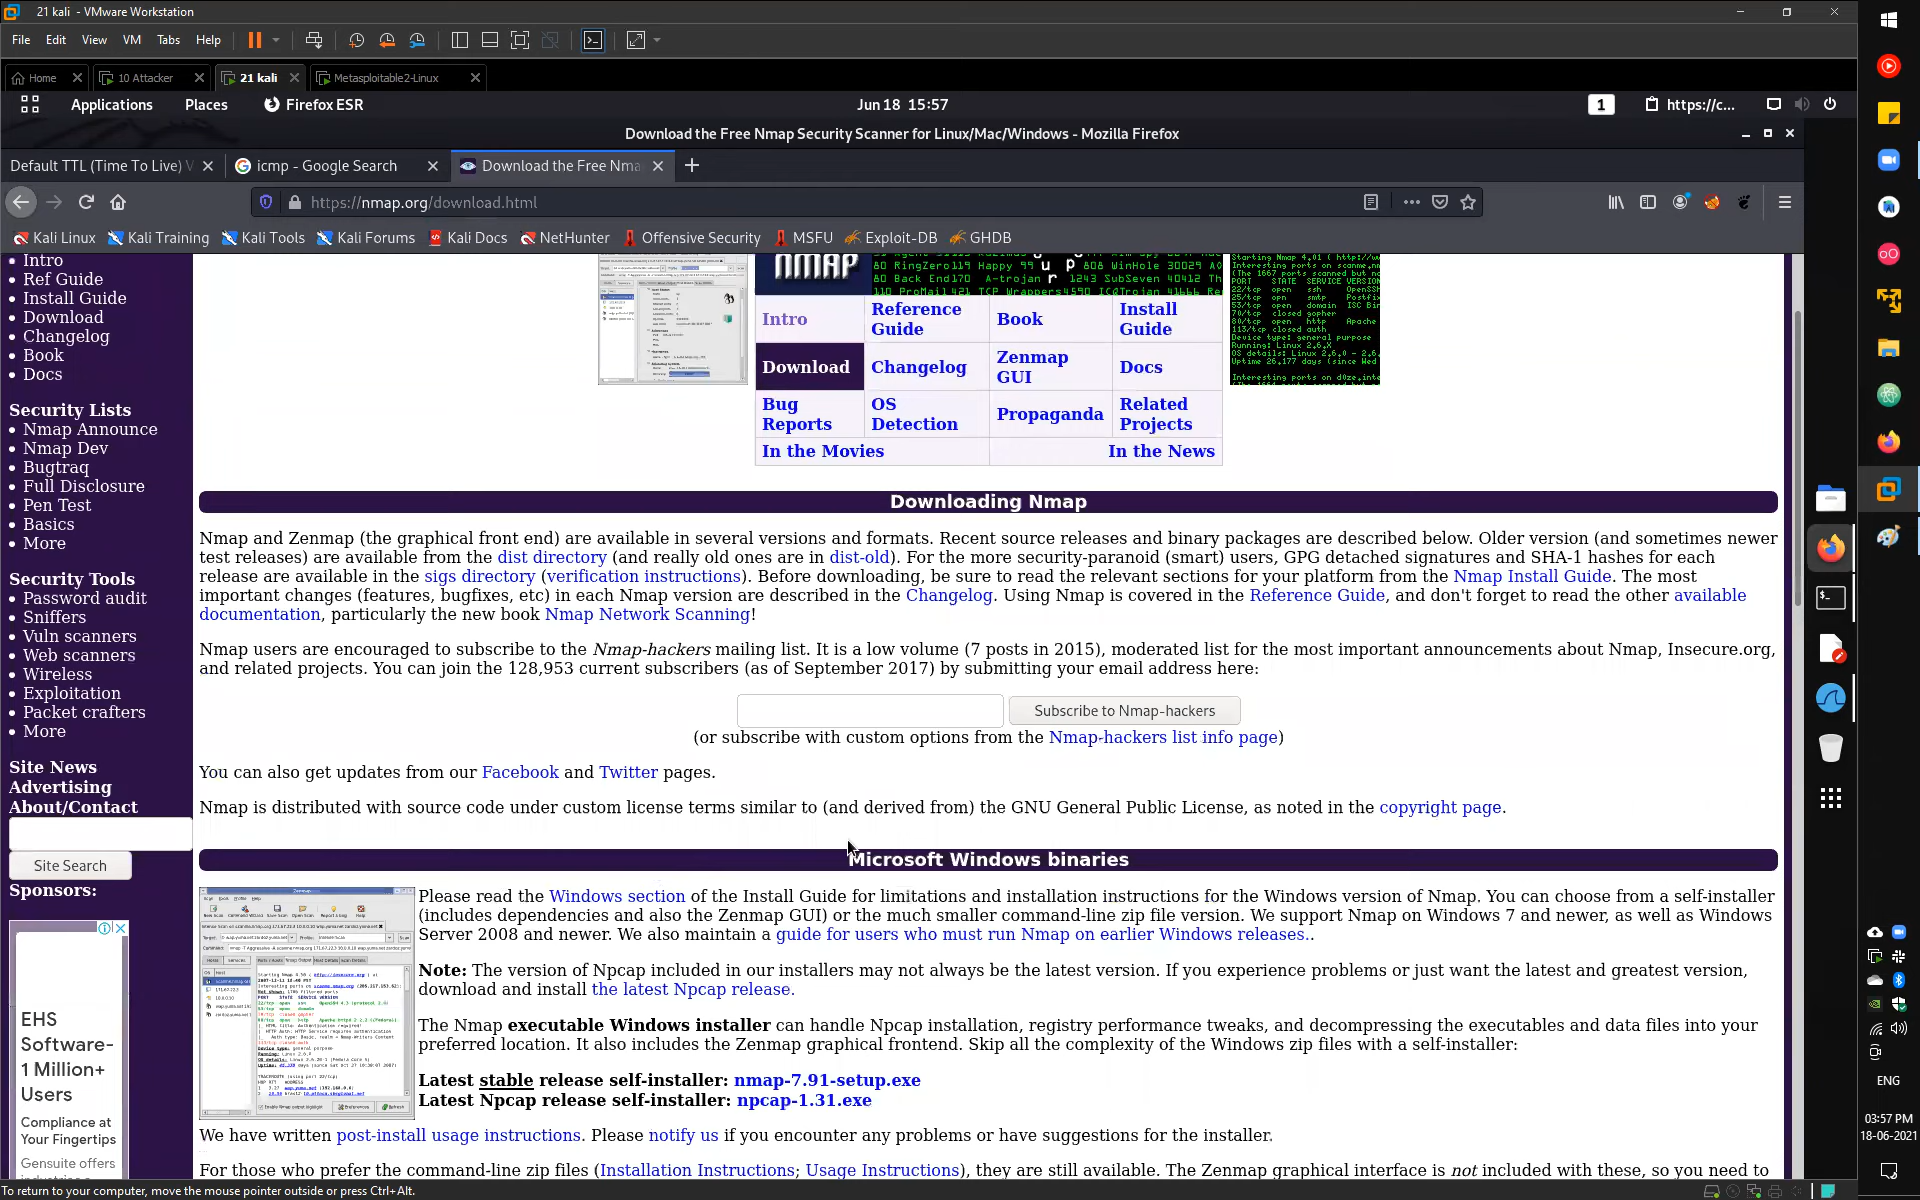 21 kali - VMware Workstation
File Edit View VM Tabs Help
Home 10 Attacker 21 kali Metasploitable2-Linux
Applications Places Firefox ESR Jun 18 15:57 1 https://c...
Download the Free Nmap Security Scanner for Linux/Mac/Windows - Mozilla Firefox
Default TTL (Time To Live) V icmp - Google Search Download the Free Nma
https://nmap.org/download.html
Kali Linux Kali Training Kali Tools Kali Forums Kali Docs NetHunter Offensive Security MSFU Exploit-DB GHDB
Intro
Ref Guide
Install Guide
Download
Changelog
Book
Docs
Security Lists
Nmap Announce
Nmap Dev
Bugtraq
Full Disclosure
Pen Test
Basics
More
Security Tools
Password audit
Sniffers
Vuln scanners
Web scanners
Wireless
Exploitation
Packet crafters
More
Site News
Advertising
About/Contact
Site Search
Sponsors:
EHS
Software-
1 Million+
Users
Compliance at
Your Fingertips
Gensuite offers
NMAP
Intro Reference Guide Book Install Guide
Download Changelog Zenmap GUI Docs
Bug Reports OS Detection Propaganda Related Projects
In the Movies In the News
Downloading Nmap
Nmap and Zenmap (the graphical front end) are available in several versions and formats. Recent source releases and binary packages are described below. Older version (and sometimes newer
test releases) are available from the dist directory (and really old ones are in dist-old). For the more security-paranoid (smart) users, GPG detached signatures and SHA-1 hashes for each
release are available in the sigs directory (verification instructions). Before downloading, be sure to read the relevant sections for your platform from the Nmap Install Guide. The most
important changes (features, bugfixes, etc) in each Nmap version are described in the Changelog. Using Nmap is covered in the Reference Guide, and don't forget to read the other available
documentation, particularly the new book Nmap Network Scanning!
Nmap users are encouraged to subscribe to the Nmap-hackers mailing list. It is a low volume (7 posts in 2015), moderated list for the most important announcements about Nmap, Insecure.org,
and related projects. You can join the 128,953 current subscribers (as of September 2017) by submitting your email address here:
Subscribe to Nmap-hackers
(or subscribe with custom options from the Nmap-hackers list info page)
You can also get updates from our Facebook and Twitter pages.
Nmap is distributed with source code under custom license terms similar to (and derived from) the GNU General Public License, as noted in the copyright page.
Microsoft Windows binaries
Please read the Windows section of the Install Guide for limitations and installation instructions for the Windows version of Nmap. You can choose from a self-installer
(includes dependencies and also the Zenmap GUI) or the much smaller command-line zip file version. We support Nmap on Windows 7 and newer, as well as Windows
Server 2008 and newer. We also maintain a guide for users who must run Nmap on earlier Windows releases..
Note: The version of Npcap included in our installers may not always be the latest version. If you experience problems or just want the latest and greatest version,
download and install the latest Npcap release.
The Nmap executable Windows installer can handle Npcap installation, registry performance tweaks, and decompressing the executables and data files into your
preferred location. It also includes the Zenmap graphical frontend. Skip all the complexity of the Windows zip files with a self-installer:
Latest stable release self-installer: nmap-7.91-setup.exe
Latest Npcap release self-installer: npcap-1.31.exe
We have written post-install usage instructions. Please notify us if you encounter any problems or have suggestions for the installer.
For those who prefer the command-line zip files (Installation Instructions; Usage Instructions), they are still available. The Zenmap graphical interface is not included with these, so you need to
ENG
03:57 PM
18-06-2021
To return to your computer, move the mouse pointer outside or press Ctrl+Alt.